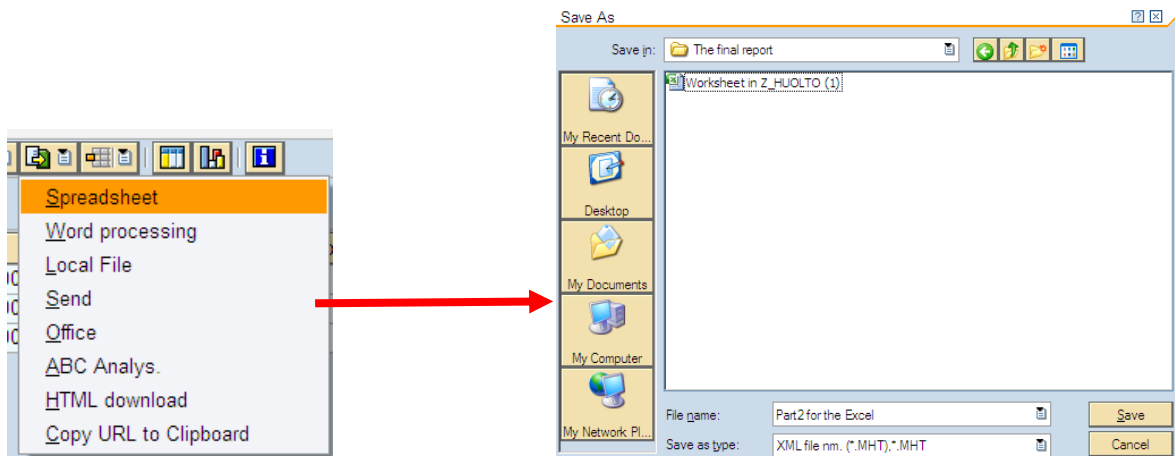 Spreadsheet
Word processing
Local File
Send
Office
ABC Analys.
HTML download
Copy URL to Clipboard
Save As
Save in:
The final report
My Recent Do...
Desktop
My Documents
My Computer
My Network Pl...
Worksheet in Z_HUOLTO (1)
File name:
Part2 for the Excel
Save
Save as type:
XML file nm. (*.MHT),*.MHT
Cancel